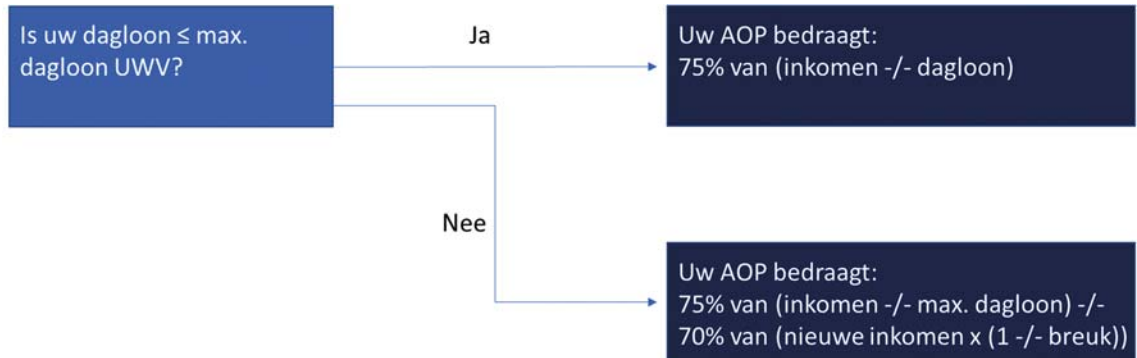 Is uw dagloon ≤ max.
dagloon UWV?
Ja
Uw AOP bedraagt:
75% van (inkomen -/- dagloon)
Nee
Uw AOP bedraagt:
75% van (inkomen -/- max. dagloon) -/-
70% van (nieuwe inkomen x (1 -/- breuk))